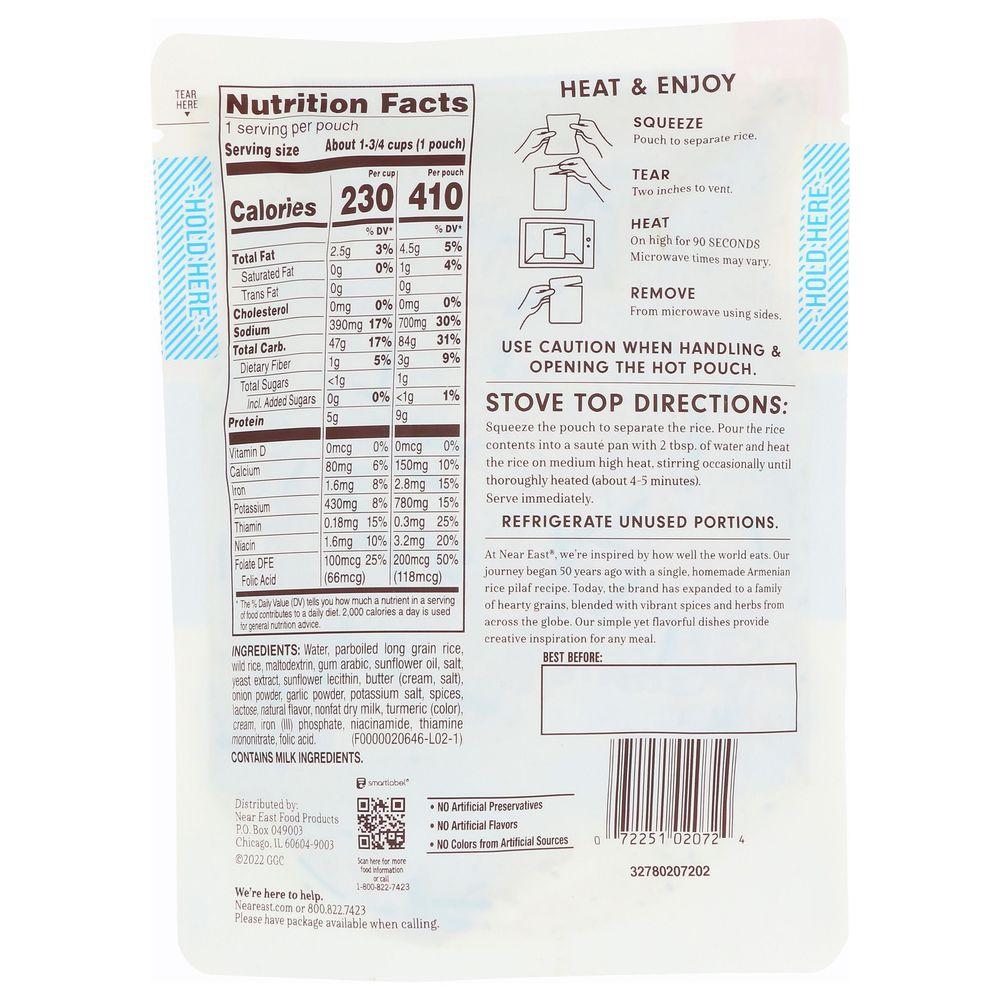 TEAR
HERE
HOLD HERE
Nutrition Facts
1 serving per pouch
Serving size About 1-3/4 cups (1 pouch)
Per cup Per pouch
Calories 230 410
% DV* % DV*
Total Fat 2.5g 3% 4.5g 5%
Saturated Fat 0g 0% 1g 4%
Trans Fat 0g 0g
Cholesterol 0mg 0% 0mg 0%
Sodium 390mg 17% 700mg 30%
Total Carb. 47g 17% 84g 31%
Dietary Fiber 1g 5% 3g 9%
Total Sugars <1g 1g
Incl. Added Sugars 0g 0% <1g 1%
Protein 5g 9g
Vitamin D 0mcg 0% 0mcg 0%
Calcium 80mg 6% 150mg 10%
Iron 1.6mg 8% 2.8mg 15%
Potassium 430mg 8% 780mg 15%
Thiamin 0.18mg 15% 0.3mg 25%
Niacin 1.6mg 10% 3.2mg 20%
Folate DFE 100mcg 25% 200mcg 50%
Folic Acid (66mcg) (118mcg)
* The % Daily Value (DV) tells you how much a nutrient in a serving
of food contributes to a daily diet. 2,000 calories a day is used
for general nutrition advice.
INGREDIENTS: Water, parboiled long grain rice,
wild rice, maltodextrin, gum arabic, sunflower oil, salt,
yeast extract, sunflower lecithin, butter (cream, salt),
onion powder, garlic powder, potassium salt, spices,
lactose, natural flavor, nonfat dry milk, turmeric (color),
cream, iron (III) phosphate, niacinamide, thiamine
mononitrate, folic acid. (F0000020646-L02-1)
CONTAINS MILK INGREDIENTS.
smartlabel®
Distributed by:
Near East Food Products
P.O. Box 049003
Chicago, IL 60604-9003
©2022 GGC
Scan here for more
food information
or call
1-800-822-7423
We're here to help.
Neareast.com or 800.822.7423
Please have package available when calling.
• NO Artificial Preservatives
• NO Artificial Flavors
• NO Colors from Artificial Sources
HEAT & ENJOY
SQUEEZE
Pouch to separate rice.
TEAR
Two inches to vent.
HEAT
On high for 90 SECONDS
Microwave times may vary.
REMOVE
From microwave using sides.
HOLD HERE
USE CAUTION WHEN HANDLING &
OPENING THE HOT POUCH.
STOVE TOP DIRECTIONS:
Squeeze the pouch to separate the rice. Pour the rice
contents into a sauté pan with 2 tbsp. of water and heat
the rice on medium high heat, stirring occasionally until
thoroughly heated (about 4-5 minutes).
Serve immediately.
REFRIGERATE UNUSED PORTIONS.
At Near East®, we're inspired by how well the world eats. Our
journey began 50 years ago with a single, homemade Armenian
rice pilaf recipe. Today, the brand has expanded to a family
of hearty grains, blended with vibrant spices and herbs from
across the globe. Our simple yet flavorful dishes provide
creative inspiration for any meal.
BEST BEFORE:
0 72251 02072 4
32780207202